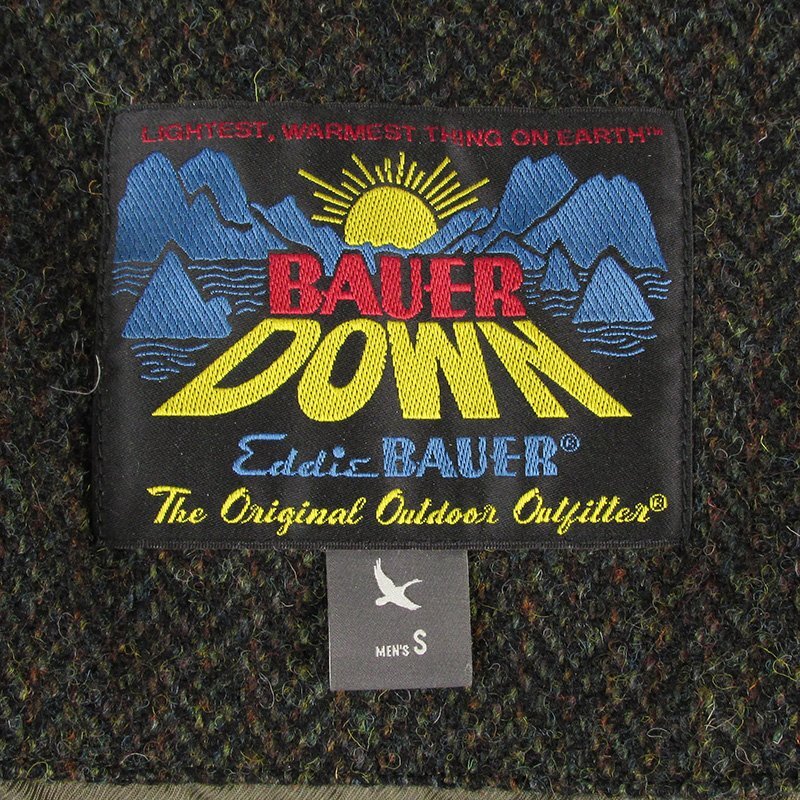 LIGHTEST, WARMEST THING ON EARTH™
BAUER
DOWN
Eddie BAUER®
The Original Outdoor Outfitter®
MEN'S S